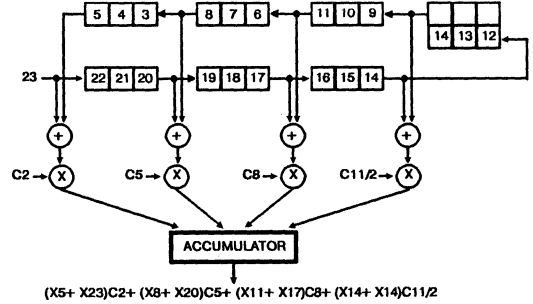 5 4 3 8 7 6 11 10 9
14 13 12
23 22 21 20 19 18 17 16 15 14
+ + + +
C2 X C5 X C8 X C11/2 X
ACCUMULATOR
(X5+ X23)C2+ (X8+ X20)C5+ (X11+ X17)C8+ (X14+ X14)C11/2